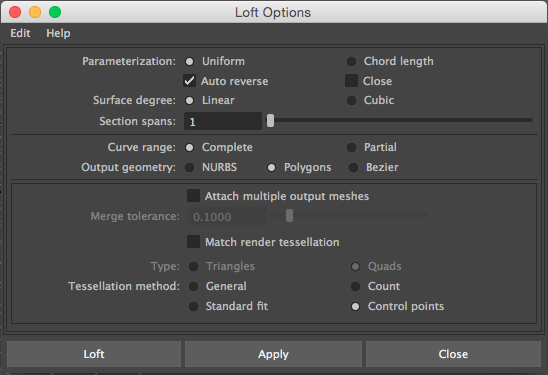 Loft Options
Edit Help
Parameterization: Uniform Chord length
Auto reverse Close
Surface degree: Linear Cubic
Section spans: 1
Curve range: Complete Partial
Output geometry: NURBS Polygons Bezier
Attach multiple output meshes
Merge tolerance: 0.1000
Match render tessellation
Type: Triangles Quads
Tessellation method: General Count
Standard fit Control points
Loft Apply Close